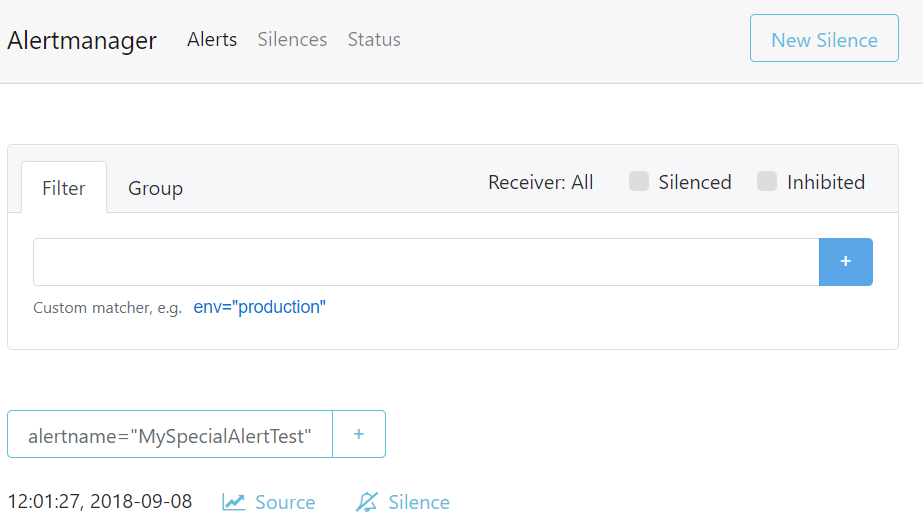 Alertmanager Alerts Silences Status New Silence
Filter Group Receiver: All Silenced Inhibited
+
Custom matcher, e.g. env="production"
alertname="MySpecialAlertTest" +
12:01:27, 2018-09-08 Source Silence